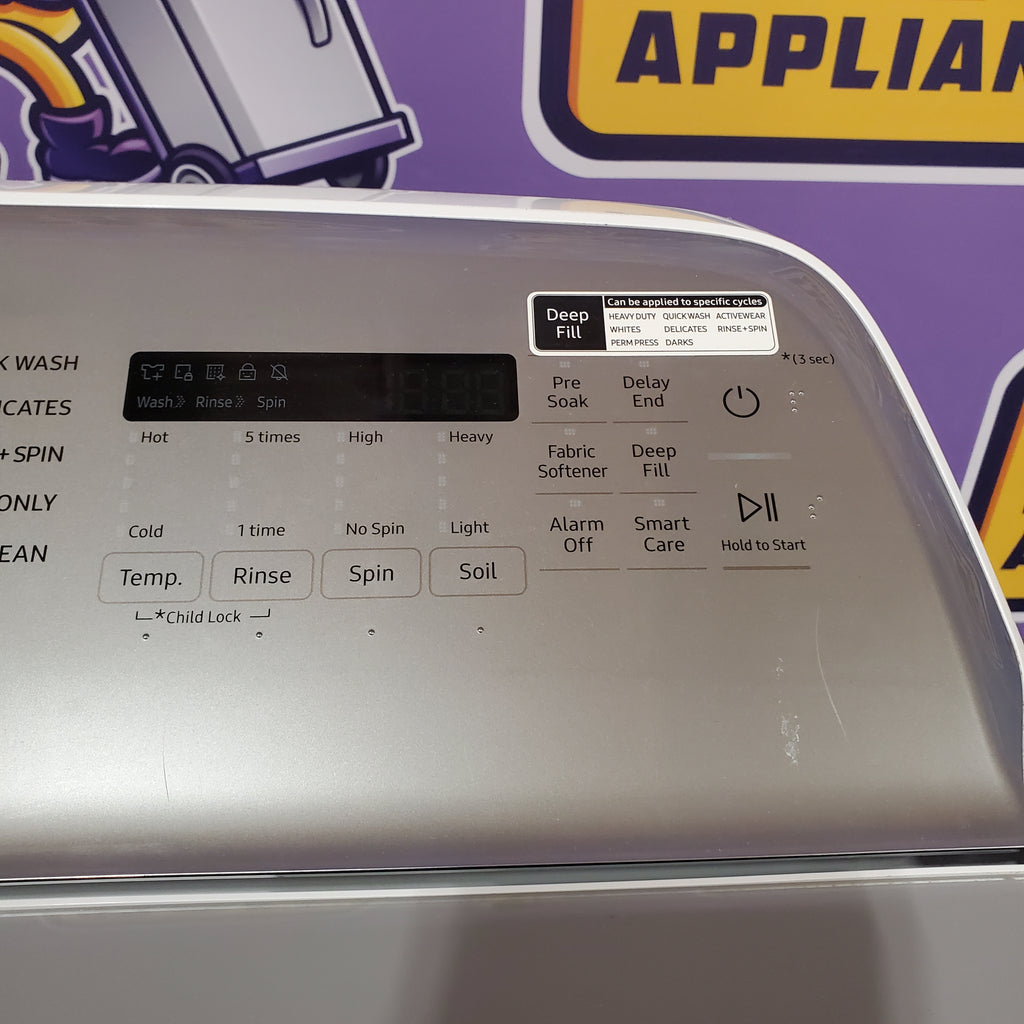 APPLIAN
Deep
Fill
Can be applied to specific cycles
HEAVY DUTY QUICK WASH ACTIVEWEAR
WHITES DELICATES RINSE+SPIN
PERM PRESS DARKS
*(3 sec)
K WASH
ICATES
+ SPIN
ONLY
EAN
Wash Rinse Spin
Hot 5 times High Heavy
Cold 1 time No Spin Light
Temp. Rinse Spin Soil
*Child Lock
Pre
Soak
Delay
End
Fabric
Softener
Deep
Fill
Alarm
Off
Smart
Care
Hold to Start